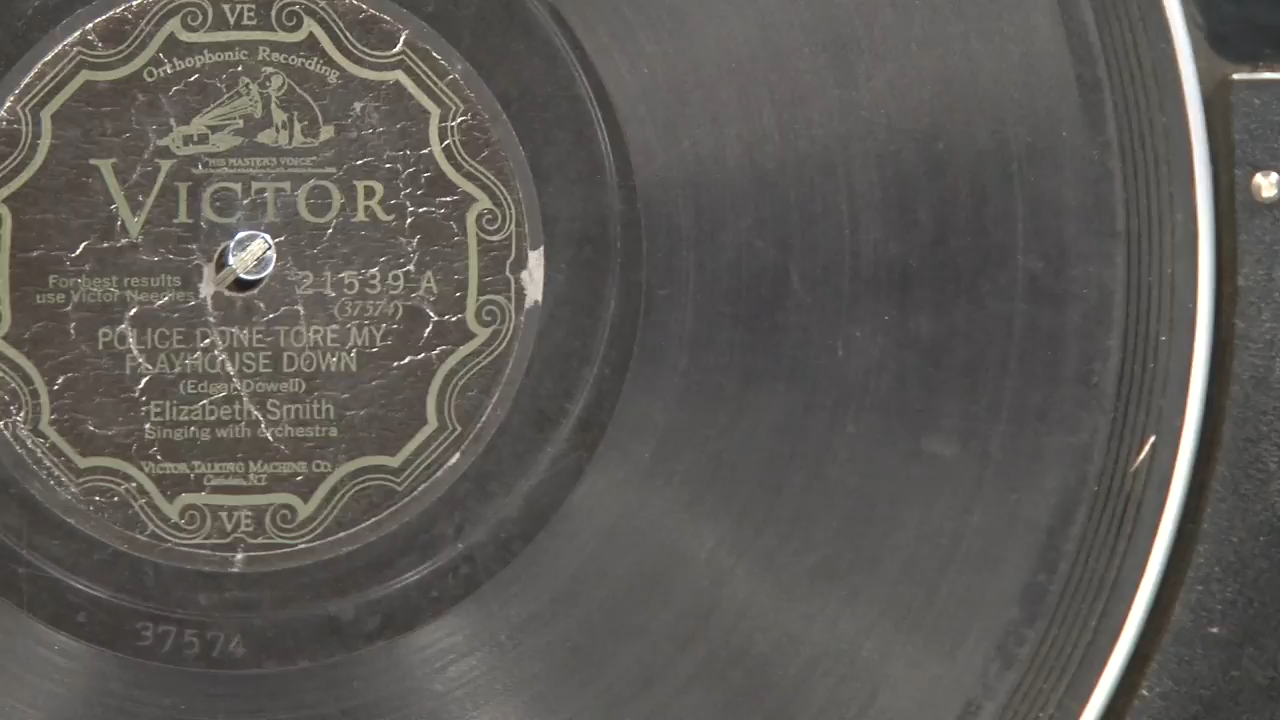 VE
Orthophonic Recording
"HIS MASTER'S VOICE"
VICTOR
For best results
use Victor Needles
21539 A
(37574)
POLICE DONE TORE MY
PLAYHOUSE DOWN
(Edgar Dowell)
Elizabeth Smith
Singing with orchestra
VICTOR TALKING MACHINE CO.
Camden, N.J.
VE
37574